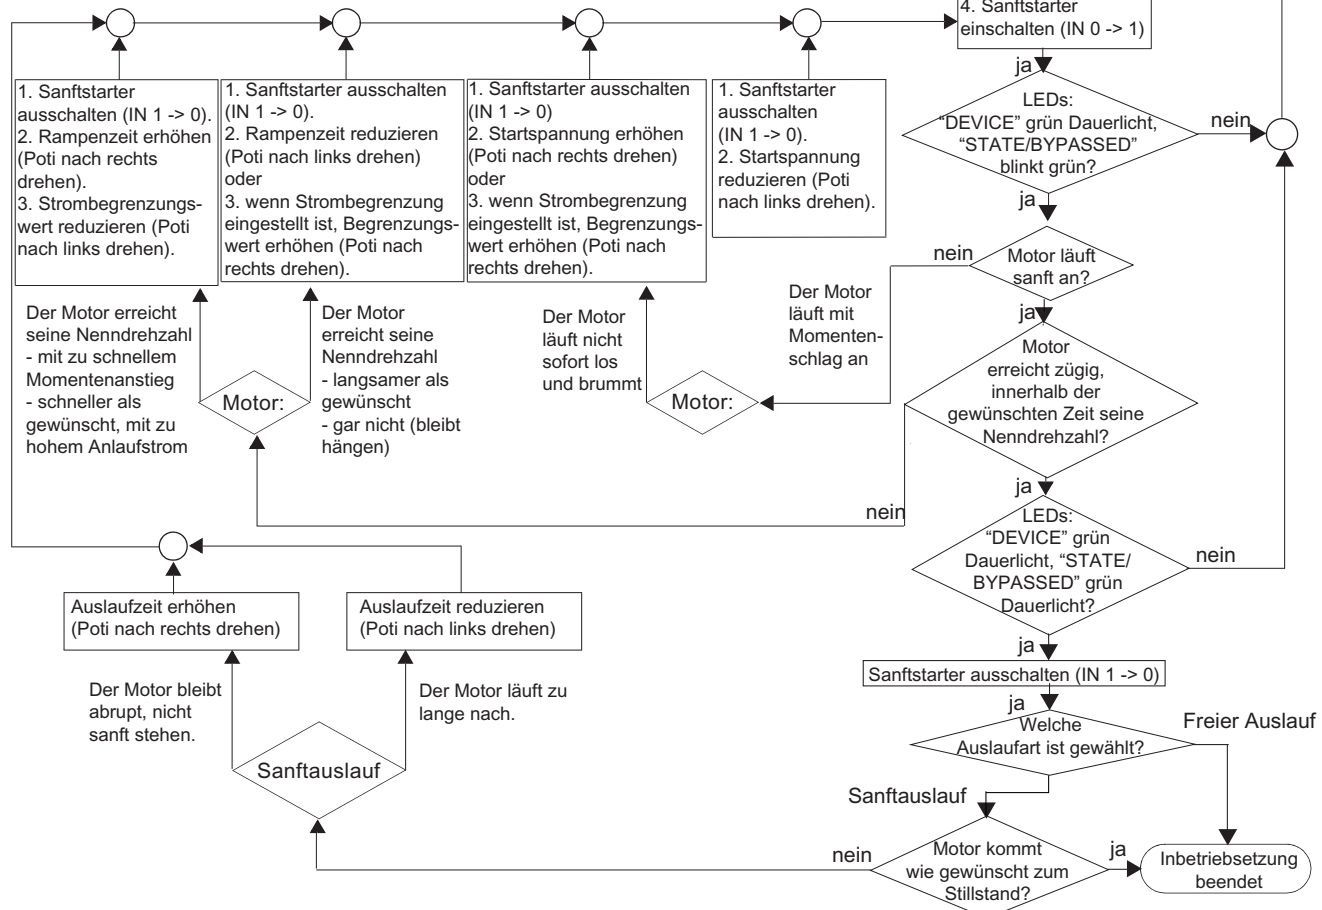 4. Sanftstarter
einschalten (IN 0 -> 1)
ja
LEDs:
“DEVICE” grün Dauerlicht,
“STATE/BYPASSED”
blinkt grün?
nein
ja
1. Sanftstarter
ausschalten (IN 1 -> 0).
2. Rampenzeit erhöhen
(Poti nach rechts
drehen).
3. Strombegrenzungs-
wert reduzieren (Poti
nach links drehen).
1. Sanftstarter ausschalten
(IN 1 -> 0).
2. Rampenzeit reduzieren
(Poti nach links drehen)
oder
3. wenn Strombegrenzung
eingestellt ist, Begrenzungs-
wert erhöhen (Poti nach
rechts drehen).
1. Sanftstarter ausschalten
(IN 1 -> 0)
2. Startspannung erhöhen
(Poti nach rechts drehen)
oder
3. wenn Strombegrenzung
eingestellt ist, Begrenzungs-
wert erhöhen (Poti nach
rechts drehen).
1. Sanftstarter
ausschalten
(IN 1 -> 0).
2. Startspannung
reduzieren (Poti
nach links drehen).
nein
Motor läuft
sanft an?
ja
Der Motor erreicht
seine Nenndrehzahl
- mit zu schnellem
Momentenanstieg
- schneller als
gewünscht, mit zu
hohem Anlaufstrom
Motor:
Der Motor
erreicht seine
Nenndrehzahl
- langsamer als
gewünscht
- gar nicht (bleibt
hängen)
Der Motor
läuft nicht
sofort los
und brummt
Motor:
Der Motor
läuft mit
Momenten-
schlag an
Motor
erreicht zügig,
innerhalb der
gewünschten Zeit seine
Nenndrehzahl?
nein
ja
LEDs:
“DEVICE” grün
Dauerlicht, “STATE/
BYPASSED” grün
Dauerlicht?
nein
ja
Auslaufzeit erhöhen
(Poti nach rechts drehen)
Auslaufzeit reduzieren
(Poti nach links drehen)
Sanftstarter ausschalten (IN 1 -> 0)
Der Motor bleibt
abrupt, nicht
sanft stehen.
Der Motor läuft zu
lange nach.
Sanftauslauf
ja
Welche
Auslaufart ist gewählt?
Freier Auslauf
Sanftauslauf
nein
Motor kommt
wie gewünscht zum
Stillstand?
ja
Inbetriebsetzung
beendet